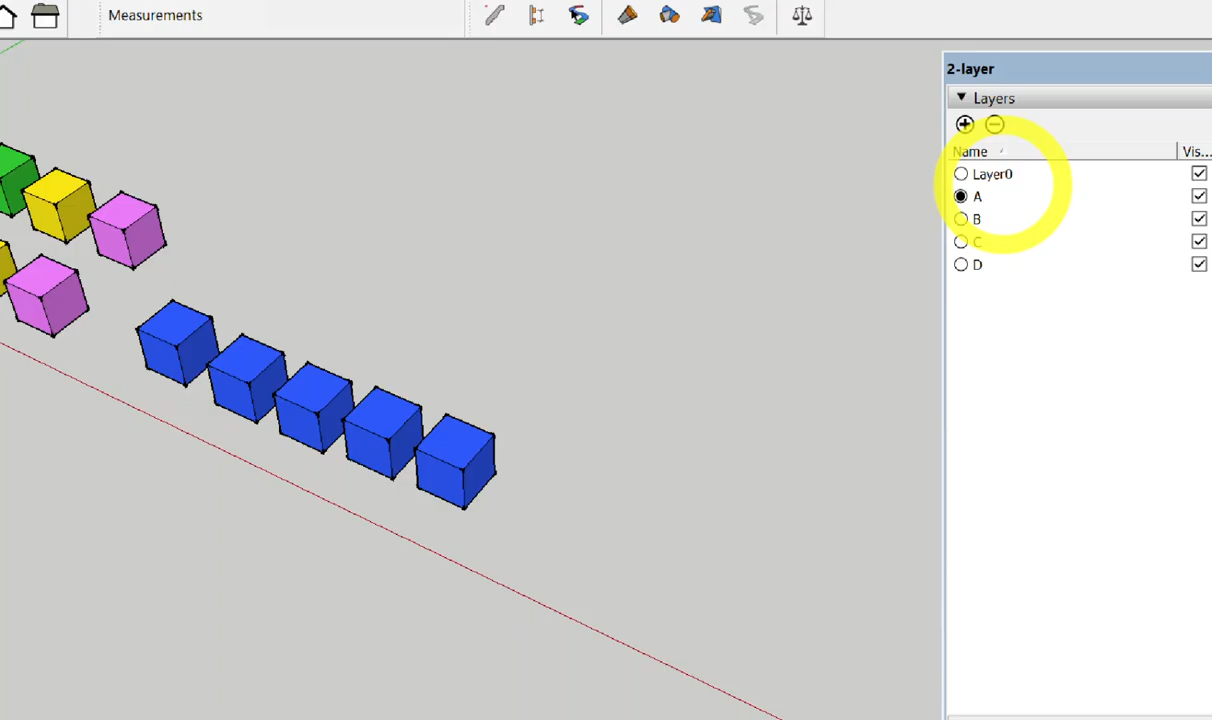 Measurements
2-layer
Layers
Name Vis...
Layer0
A
B
C
D